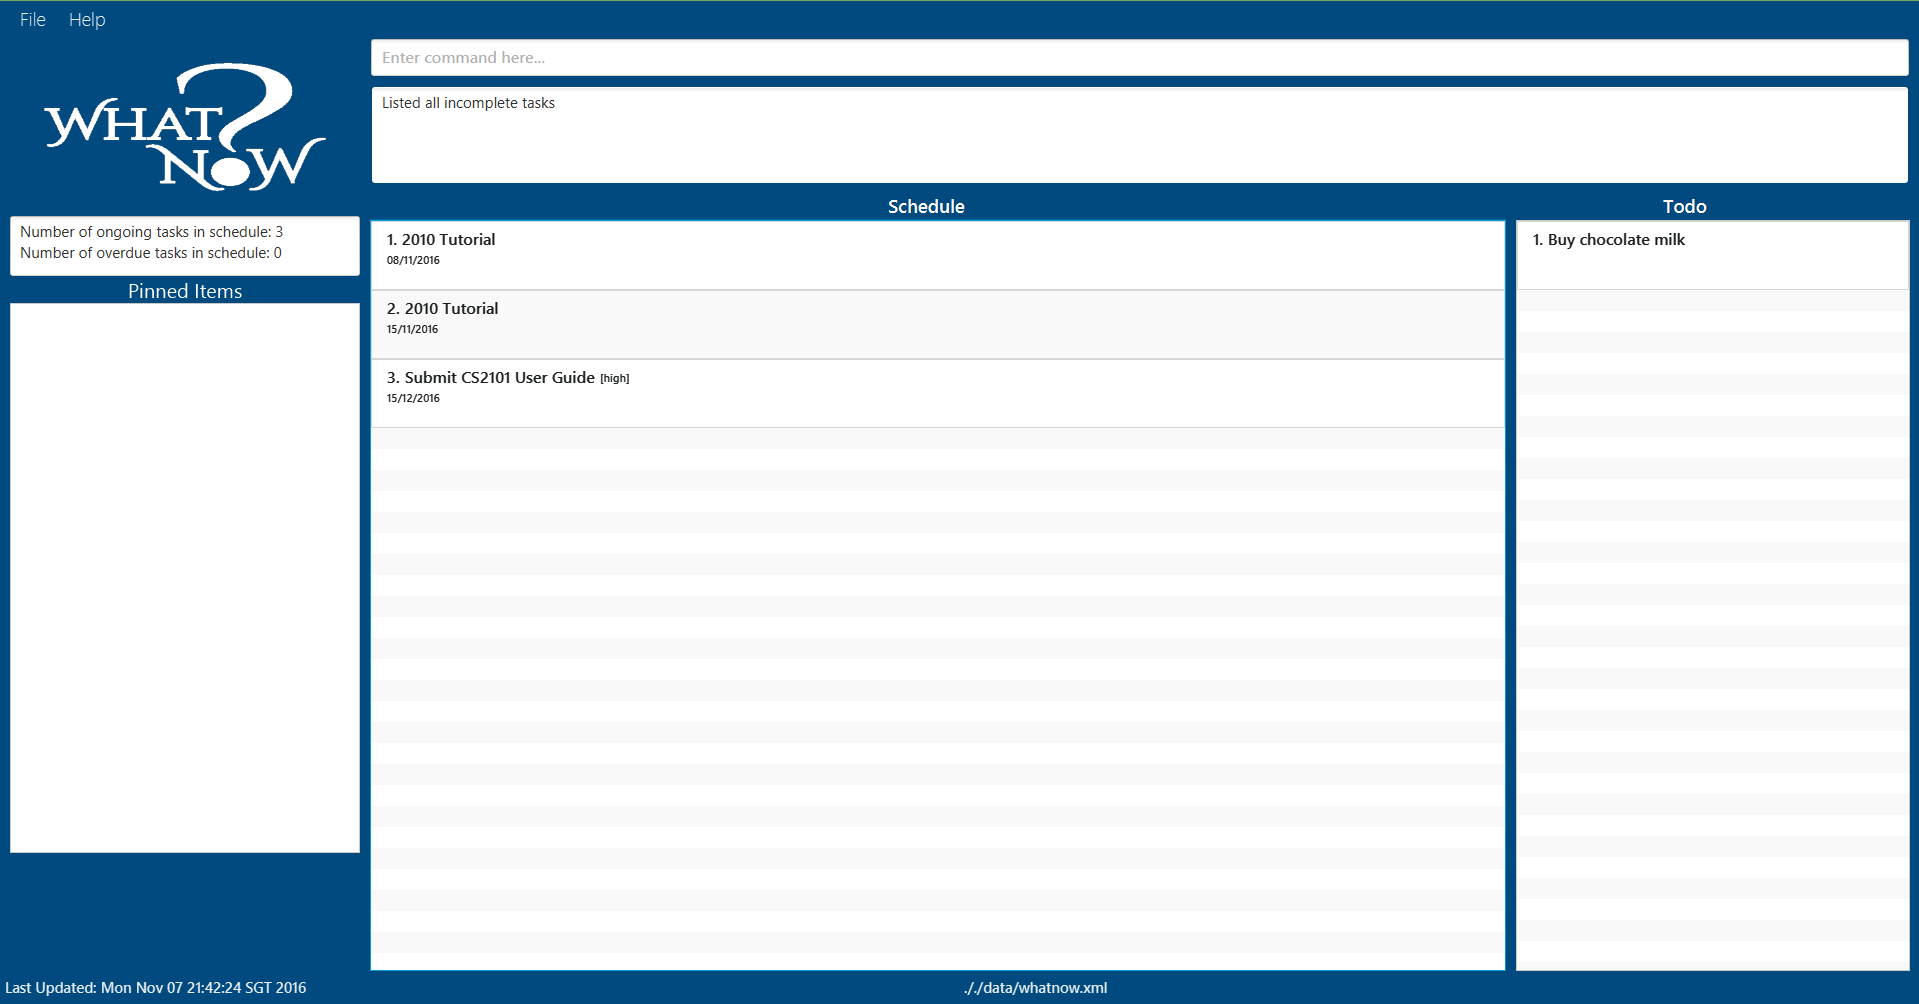 File Help
WHAT?
NOW
Enter command here...
Listed all incomplete tasks
Number of ongoing tasks in schedule: 3
Number of overdue tasks in schedule: 0
Pinned Items
Schedule
1. 2010 Tutorial
08/11/2016
2. 2010 Tutorial
15/11/2016
3. Submit CS2101 User Guide [high]
15/12/2016
Todo
1. Buy chocolate milk
Last Updated: Mon Nov 07 21:42:24 SGT 2016
././data/whatnow.xml